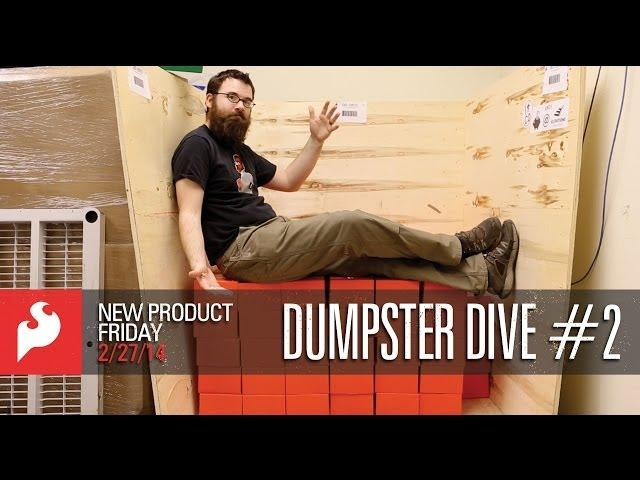 NEW PRODUCT
FRIDAY
2/27/14
DUMPSTER DIVE #2